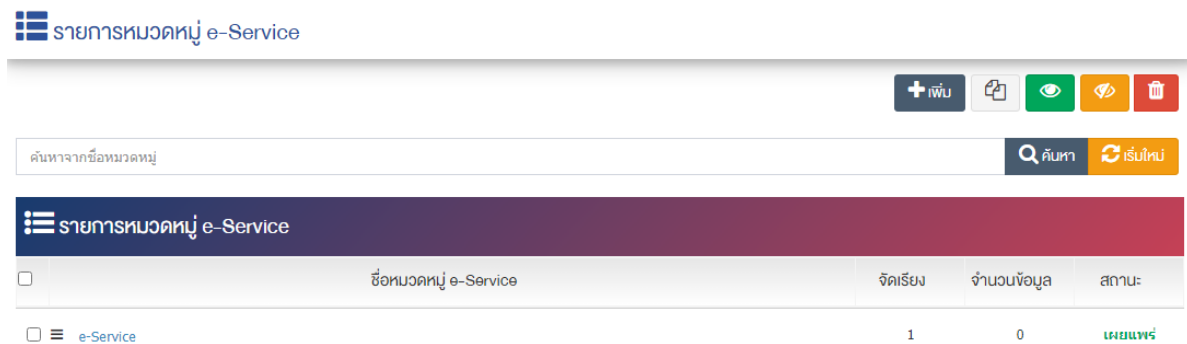 รายการหมวดหมู่ e-Service
เพิ่ม
ค้นหาจากชื่อหมวดหมู่ ค้นหา เริ่มใหม่
รายการหมวดหมู่ e-Service
ชื่อหมวดหมู่ e-Service จัดเรียง จำนวนข้อมูล สถานะ
e-Service 1 0 เผยแพร่